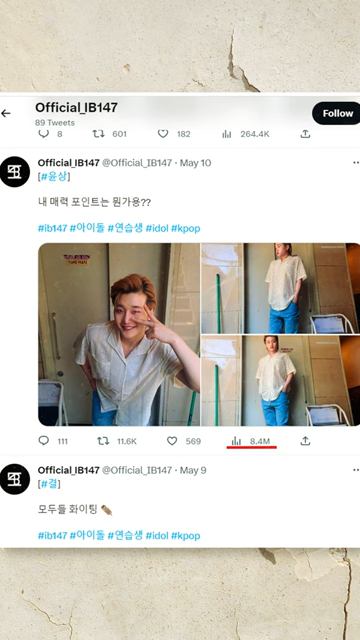 Official_IB147
89 Tweets
Follow
8 601 182 264.4K
Official_IB147 @Official_IB147 · May 10
[#윤상]
내 매력 포인트는 뭔가용??
#ib147 #아이돌 #연습생 #idol #kpop
111 11.6K 569 8.4M
Official_IB147 @Official_IB147 · May 9
[#결]
모두들 화이팅
#ib147 #아이돌 #연습생 #idol #kpop